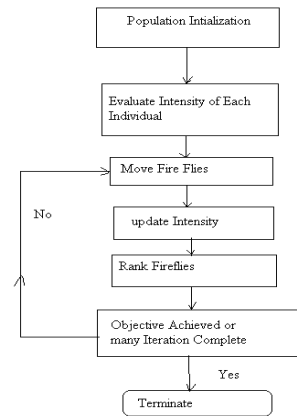 Population Intialization
Evaluate Intensity of Each
Individual
Move Fire Flies
No
update Intensity
Rank Fireflies
Objective Achieved or
many Iteration Complete
Yes
Terminate